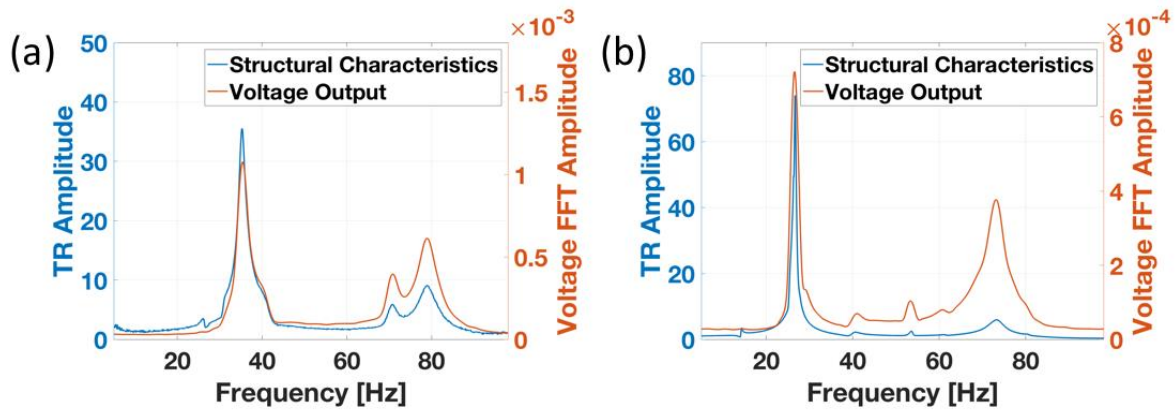 (a)
×10⁻³
50
40
30
20
10
0
TR Amplitude
Structural Characteristics
Voltage Output
1.5
1
0.5
0
Voltage FFT Amplitude
20 40 60 80
Frequency [Hz]
(b)
×10⁻⁴
80
60
40
20
0
TR Amplitude
Structural Characteristics
Voltage Output
8
6
4
2
0
Voltage FFT Amplitude
20 40 60 80
Frequency [Hz]